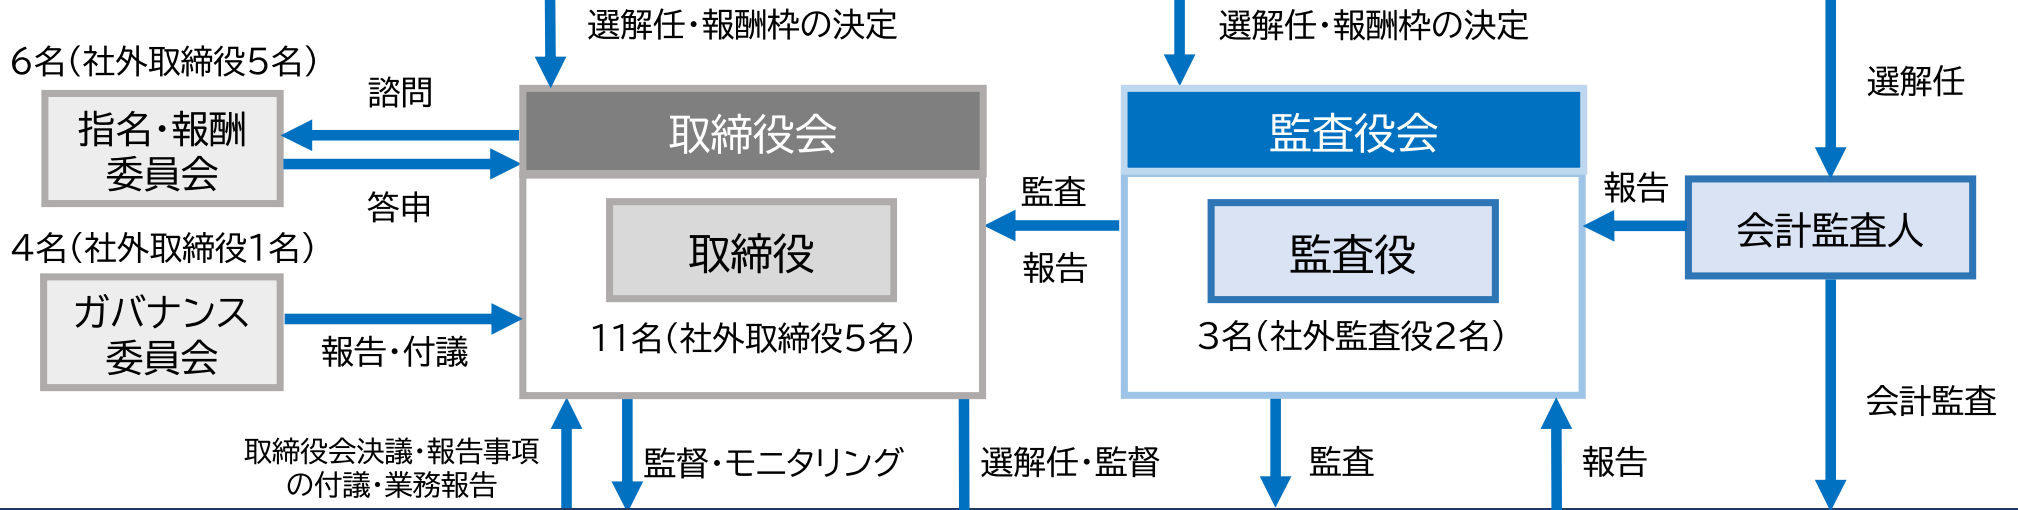 選解任・報酬枠の決定
選解任・報酬枠の決定
選解任
6名（社外取締役5名）
指名・報酬
委員会
諮問
答申
取締役会
取締役
11名（社外取締役5名）
監査
報告
監査役会
監査役
3名（社外監査役2名）
報告
会計監査人
4名（社外取締役1名）
ガバナンス
委員会
報告・付議
取締役会決議・報告事項
の付議・業務報告
監督・モニタリング
選解任・監督
監査
報告
会計監査